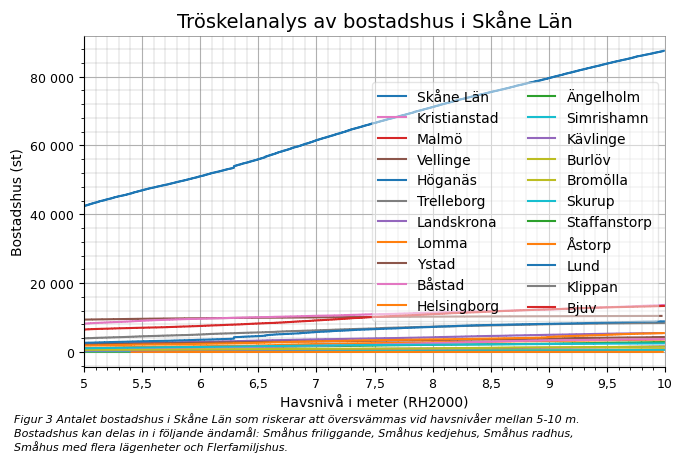 Tröskelanalys av bostadshus i Skåne Län
Bostadshus (st)
80 000
60 000
40 000
20 000
0
Skåne Län
Kristianstad
Malmö
Vellinge
Höganäs
Trelleborg
Landskrona
Lomma
Ystad
Båstad
Helsingborg
Ängelholm
Simrishamn
Kävlinge
Burlöv
Bromölla
Skurup
Staffanstorp
Åstorp
Lund
Klippan
Bjuv
5 5,5 6 6,5 7 7,5 8 8,5 9 9,5 10
Havsnivå i meter (RH2000)
Figur 3 Antalet bostadshus i Skåne Län som riskerar att översvämmas vid havsnivåer mellan 5-10 m.
Bostadshus kan delas in i följande ändamål: Småhus friliggande, Småhus kedjehus, Småhus radhus,
Småhus med flera lägenheter och Flerfamiljshus.